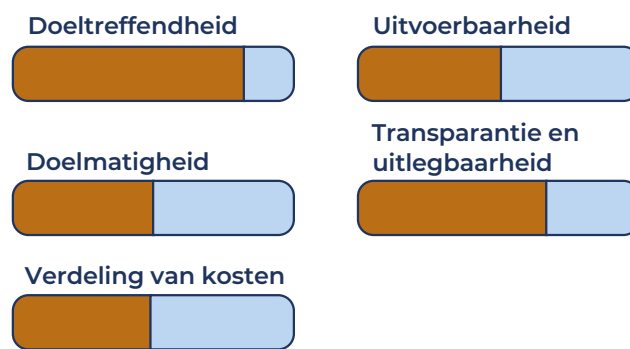 Doeltreffendheid
Uitvoerbaarheid
Doelmatigheid
Transparantie en
uitlegbaarheid
Verdeling van kosten